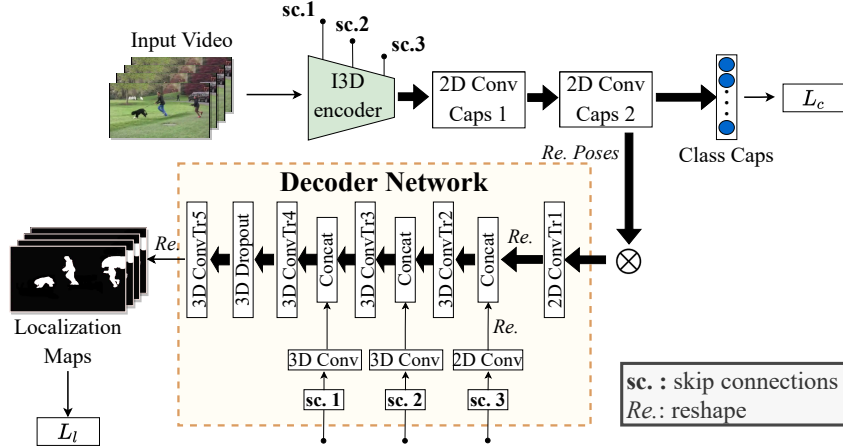 sc.1
sc.2
sc.3
Input Video
I3D
encoder
2D Conv
Caps 1
2D Conv
Caps 2
L_c
Class Caps
Re. Poses
Decoder Network
3D ConvTr5
3D Dropout
3D ConvTr4
Concat
3D ConvTr3
Concat
3D ConvTr2
Concat
2D ConvTr1
Re.
Re.
Re.
3D Conv
3D Conv
2D Conv
sc. 1
sc. 2
sc. 3
Localization
Maps
L_l
sc. : skip connections
Re.: reshape